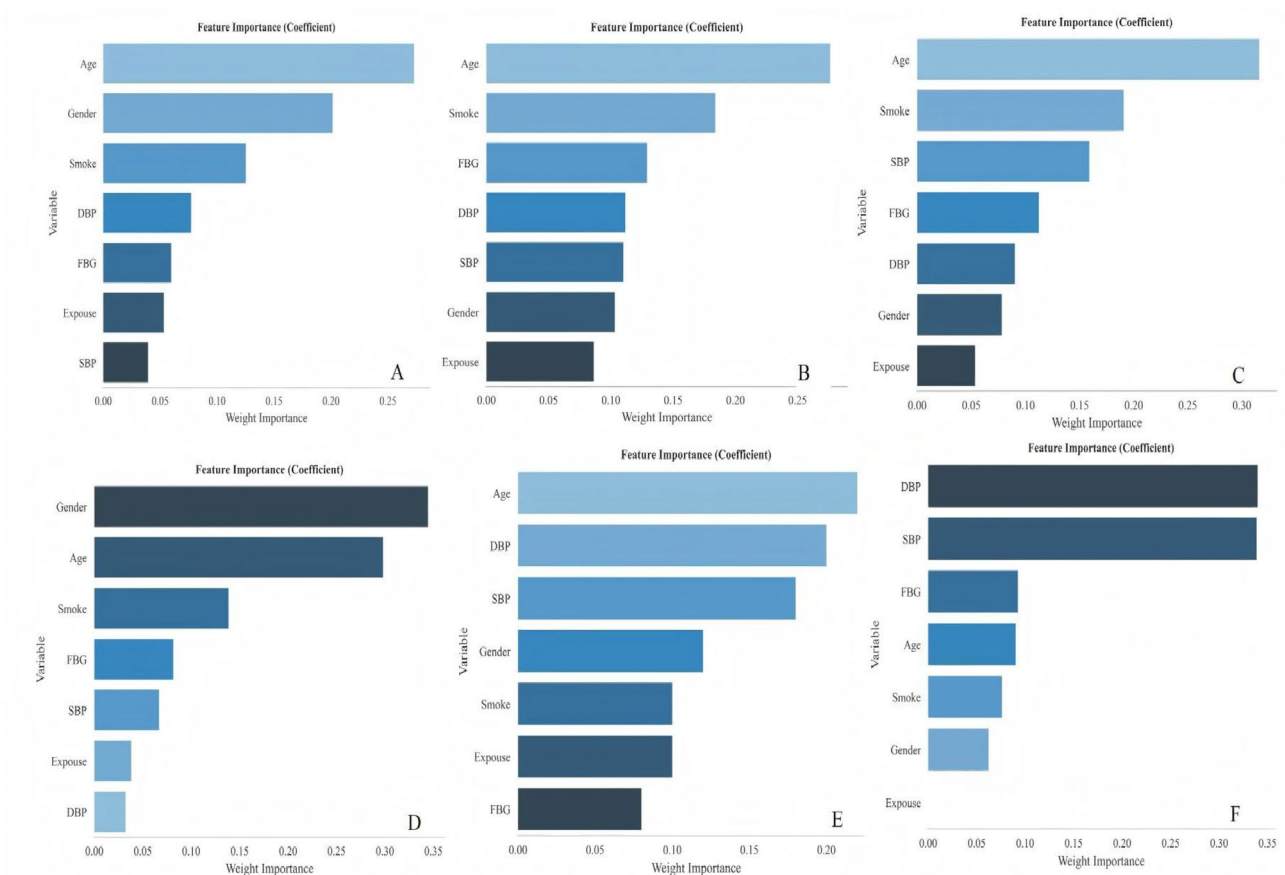 Feature Importance (Coefficient)
Age
Gender
Smoke
DBP
FBG
Expouse
SBP
Variable
A
0.00 0.05 0.10 0.15 0.20 0.25
Weight Importance
Feature Importance (Coefficient)
Age
Smoke
FBG
DBP
SBP
Gender
Expouse
B
0.00 0.05 0.10 0.15 0.20 0.25
Weight Importance
Feature Importance (Coefficient)
Age
Smoke
SBP
FBG
DBP
Gender
Expouse
Variable
C
0.00 0.05 0.10 0.15 0.20 0.25 0.30
Weight Importance
Feature Importance (Coefficient)
Gender
Age
Smoke
FBG
SBP
Expouse
DBP
Variable
D
0.00 0.05 0.10 0.15 0.20 0.25 0.30 0.35
Weight Importance
Feature Importance (Coefficient)
Age
DBP
SBP
Gender
Smoke
Expouse
FBG
Variable
E
0.00 0.05 0.10 0.15 0.20
Weight Importance
Feature Importance (Coefficient)
DBP
SBP
FBG
Age
Smoke
Gender
Expouse
Variable
F
0.00 0.05 0.10 0.15 0.20 0.25 0.30 0.35
Weight Importance